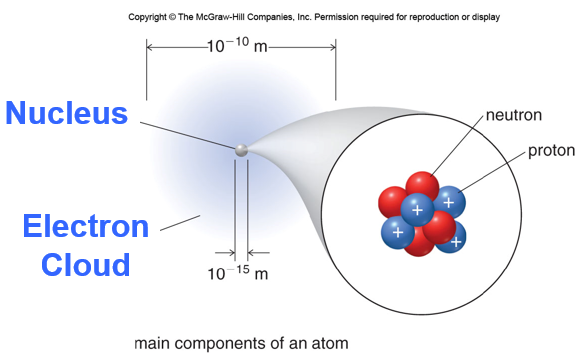 Copyright © The McGraw-Hill Companies, Inc. Permission required for reproduction or display
10⁻¹⁰ m
Nucleus
neutron
proton
+
+
+
+
Electron
Cloud
10⁻¹⁵ m
main components of an atom